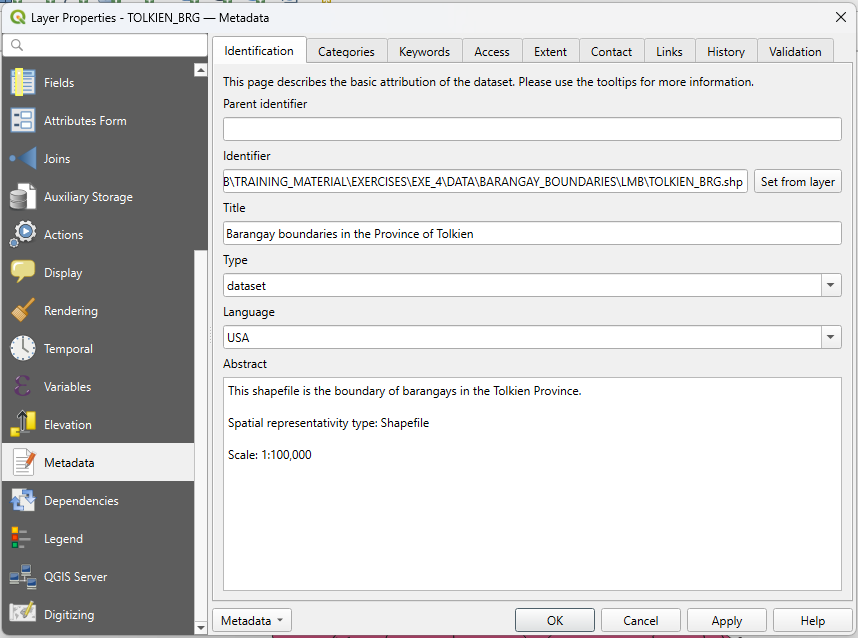 Layer Properties - TOLKIEN_BRG — Metadata
Fields
Attributes Form
Joins
Auxiliary Storage
Actions
Display
Rendering
Temporal
Variables
Elevation
Metadata
Dependencies
Legend
QGIS Server
Digitizing
Identification Categories Keywords Access Extent Contact Links History Validation
This page describes the basic attribution of the dataset. Please use the tooltips for more information.
Parent identifier
Identifier
B\TRAINING_MATERIAL\EXERCISES\EXE_4\DATA\BARANGAY_BOUNDARIES\LMB\TOLKIEN_BRG.shp Set from layer
Title
Barangay boundaries in the Province of Tolkien
Type
dataset
Language
USA
Abstract
This shapefile is the boundary of barangays in the Tolkien Province.
Spatial representativity type: Shapefile
Scale: 1:100,000
Metadata OK Cancel Apply Help